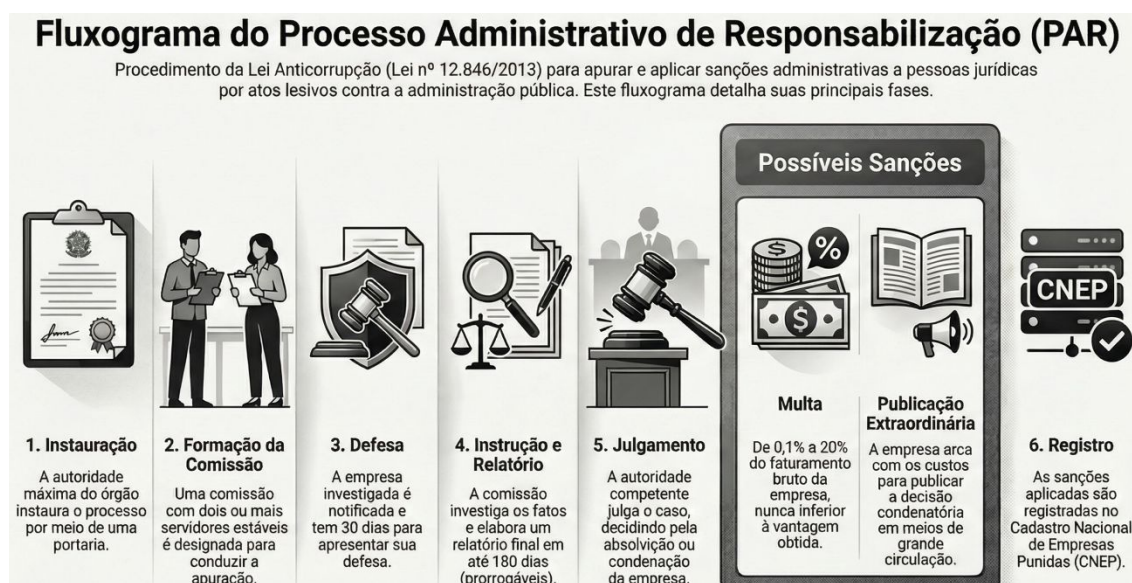 Fluxograma do Processo Administrativo de Responsabilização (PAR)
Procedimento da Lei Anticorrupção (Lei nº 12.846/2013) para apurar e aplicar sanções administrativas a pessoas jurídicas
por atos lesivos contra a administração pública. Este fluxograma detalha suas principais fases.
1. Instauração
A autoridade
máxima do órgão
instaura o processo
por meio de uma
portaria.
2. Formação da
Comissão
Uma comissão
com dois ou mais
servidores estáveis
é designada para
conduzir a
apuração.
3. Defesa
A empresa
investigada é
notificada e
tem 30 dias para
apresentar sua
defesa.
4. Instrução e
Relatório
A comissão
investiga os fatos
e elabora um
relatório final em
até 180 dias
(prorrogáveis).
5. Julgamento
A autoridade
competente
julga o caso,
decidindo pela
absolvição ou
condenação
da empresa.
Possíveis Sanções
%
$
$
Multa
De 0,1% a 20%
do faturamento
bruto da
empresa,
nunca inferior
à vantagem
obtida.
Publicação
Extraordinária
A empresa arca
com os custos
para publicar
a decisão
condenatória
em meios de
grande
circulação.
CNEP
6. Registro
As sanções
aplicadas são
registradas no
Cadastro Nacional
de Empresas
Punidas (CNEP).